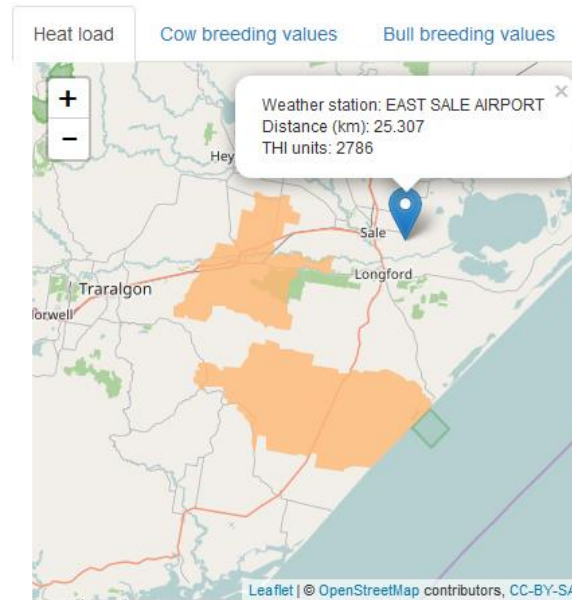 Heat load Cow breeding values Bull breeding values
+
−
×
Weather station: EAST SALE AIRPORT
Distance (km): 25.307
THI units: 2786
Hey
Sale
Longford
Traralgon
orwell
Leaflet | © OpenStreetMap contributors, CC-BY-SA